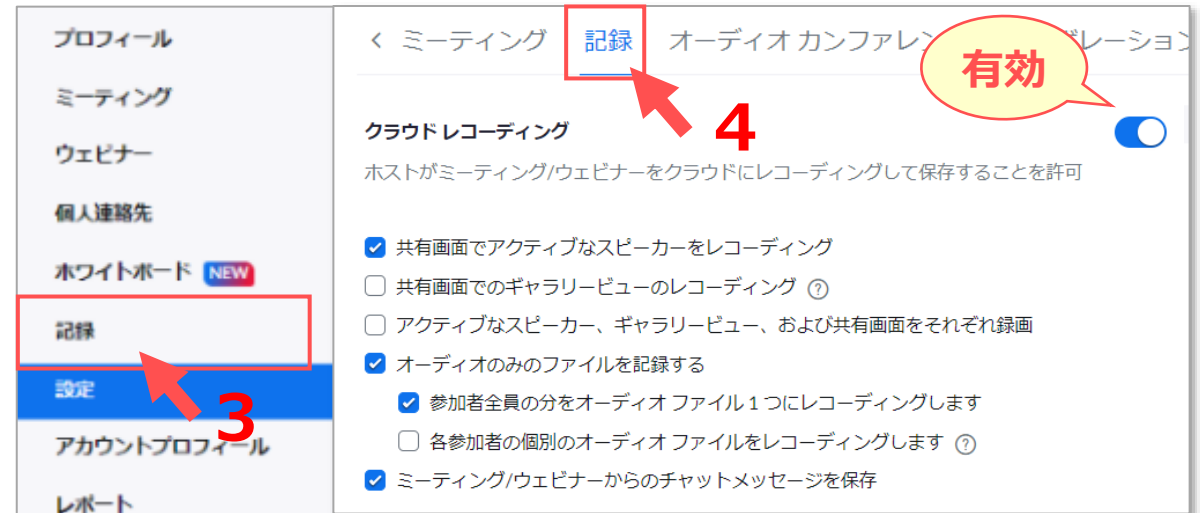 プロフィール
ミーティング
ウェビナー
個人連絡先
ホワイトボード NEW
記録
設定
3
アカウントプロフィール
レポート
< ミーティング 記録 オーディオ カンファレン
レーション
有効
4
クラウド レコーディング
ホストがミーティング/ウェビナーをクラウドにレコーディングして保存することを許可
共有画面でアクティブなスピーカーをレコーディング
共有画面でのギャラリービューのレコーディング ?
アクティブなスピーカー、ギャラリービュー、および共有画面をそれぞれ録画
オーディオのみのファイルを記録する
参加者全員の分をオーディオ ファイル 1 つにレコーディングします
各参加者の個別のオーディオ ファイルをレコーディングします ?
ミーティング/ウェビナーからのチャットメッセージを保存